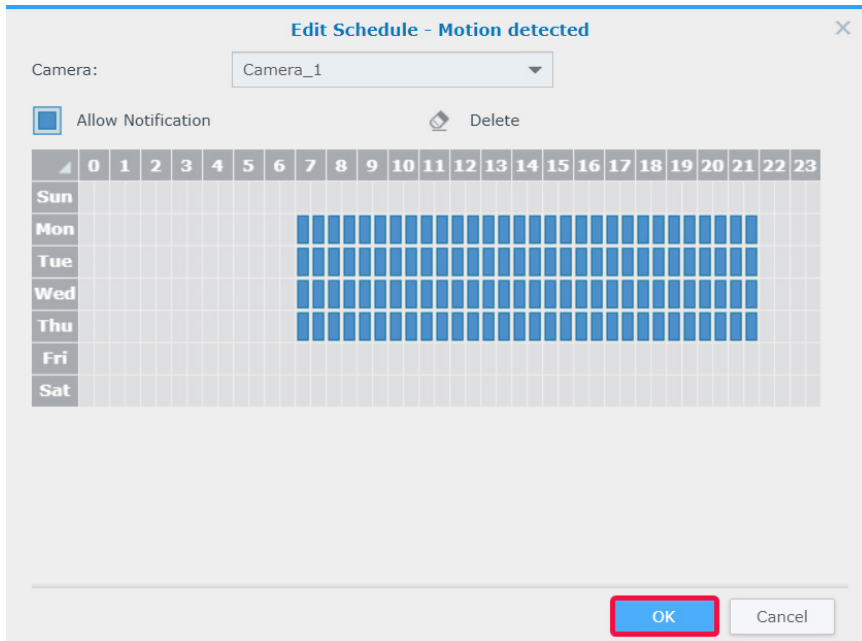 Edit Schedule - Motion detected
Camera: Camera_1
Allow Notification Delete
0 1 2 3 4 5 6 7 8 9 10 11 12 13 14 15 16 17 18 19 20 21 22 23
Sun
Mon
Tue
Wed
Thu
Fri
Sat
OK Cancel